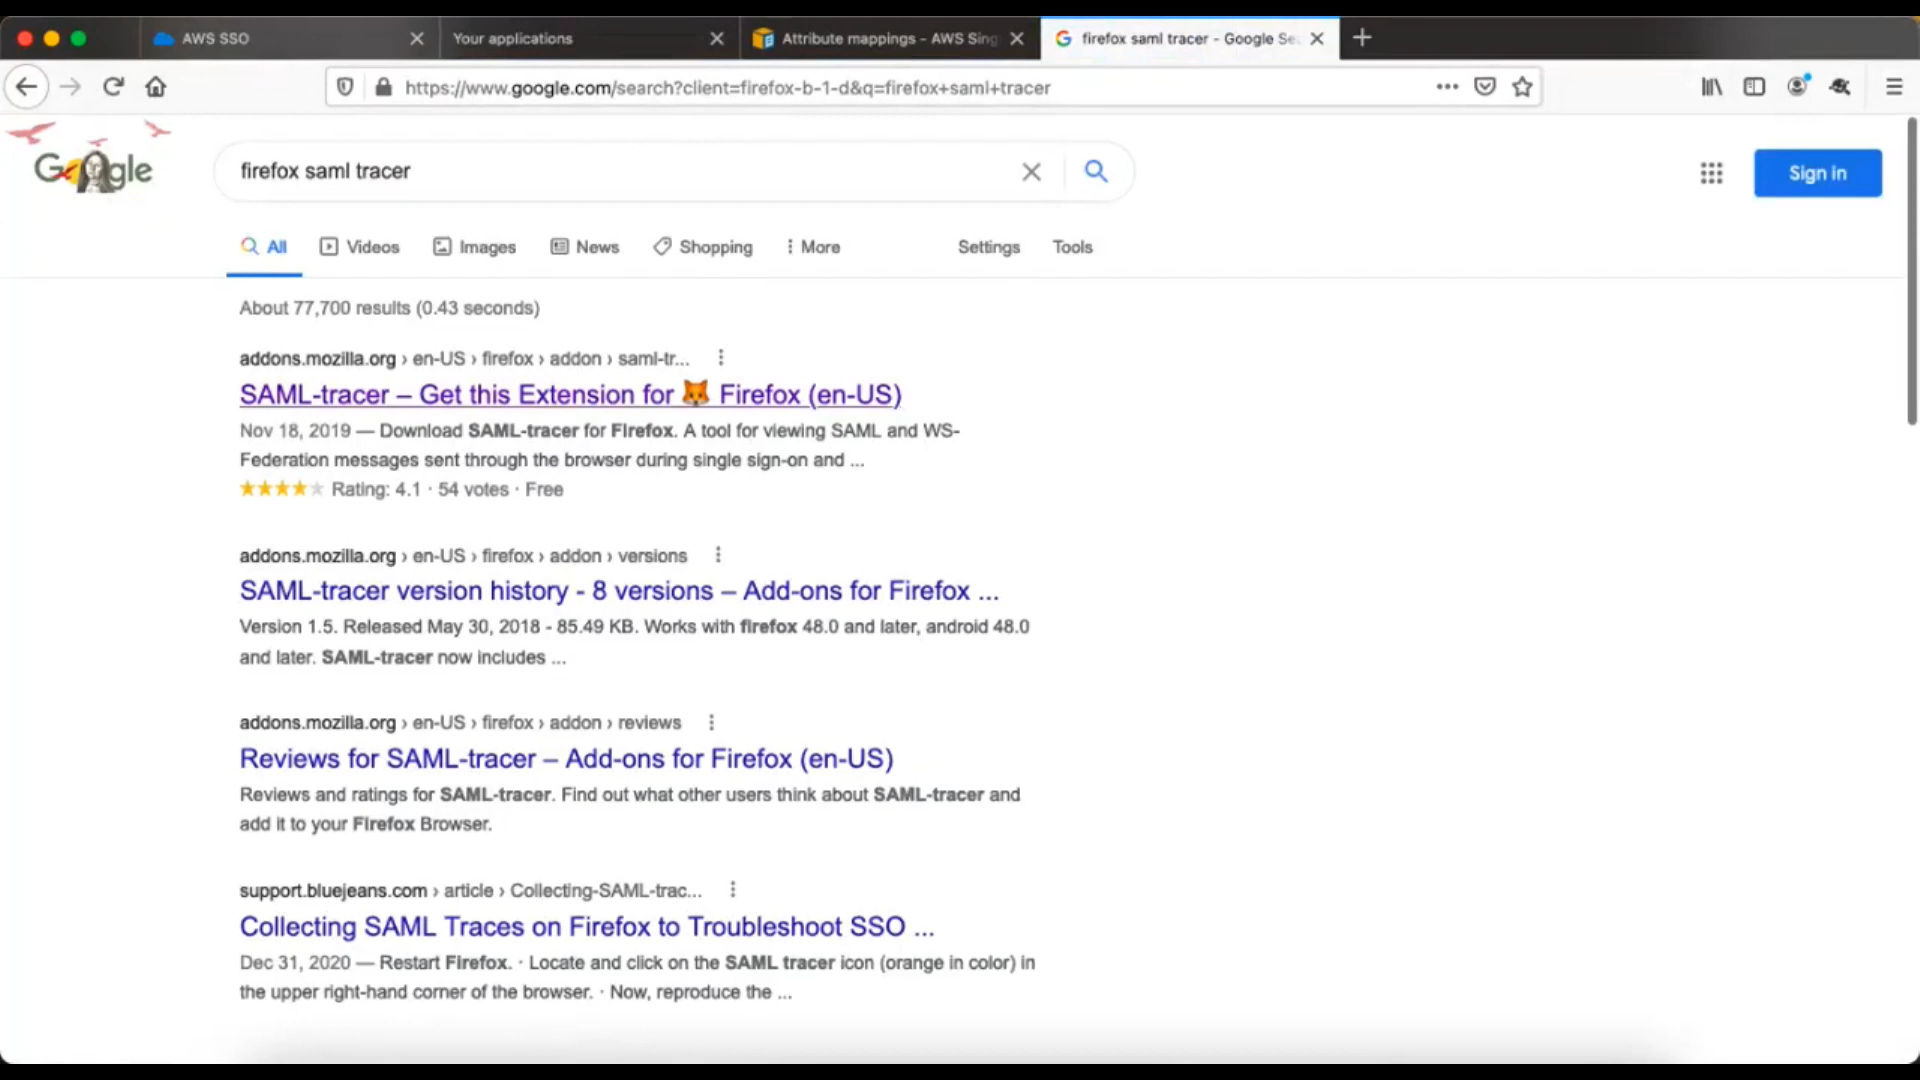 AWS SSO
Your applications
Attribute mappings - AWS Sing
firefox saml tracer - Google Se
https://www.google.com/search?client=firefox-b-1-d&q=firefox+saml+tracer
Google
firefox saml tracer
Sign in
All
Videos
Images
News
Shopping
More
Settings
Tools
About 77,700 results (0.43 seconds)
addons.mozilla.org › en-US › firefox › addon › saml-tr...
SAML-tracer – Get this Extension for 🦊 Firefox (en-US)
Nov 18, 2019 — Download SAML-tracer for Firefox. A tool for viewing SAML and WS-
Federation messages sent through the browser during single sign-on and ...
Rating: 4.1 · 54 votes · Free
addons.mozilla.org › en-US › firefox › addon › versions
SAML-tracer version history - 8 versions – Add-ons for Firefox ...
Version 1.5. Released May 30, 2018 - 85.49 KB. Works with firefox 48.0 and later, android 48.0
and later. SAML-tracer now includes ...
addons.mozilla.org › en-US › firefox › addon › reviews
Reviews for SAML-tracer – Add-ons for Firefox (en-US)
Reviews and ratings for SAML-tracer. Find out what other users think about SAML-tracer and
add it to your Firefox Browser.
support.bluejeans.com › article › Collecting-SAML-trac...
Collecting SAML Traces on Firefox to Troubleshoot SSO ...
Dec 31, 2020 — Restart Firefox. · Locate and click on the SAML tracer icon (orange in color) in
the upper right-hand corner of the browser. · Now, reproduce the ...